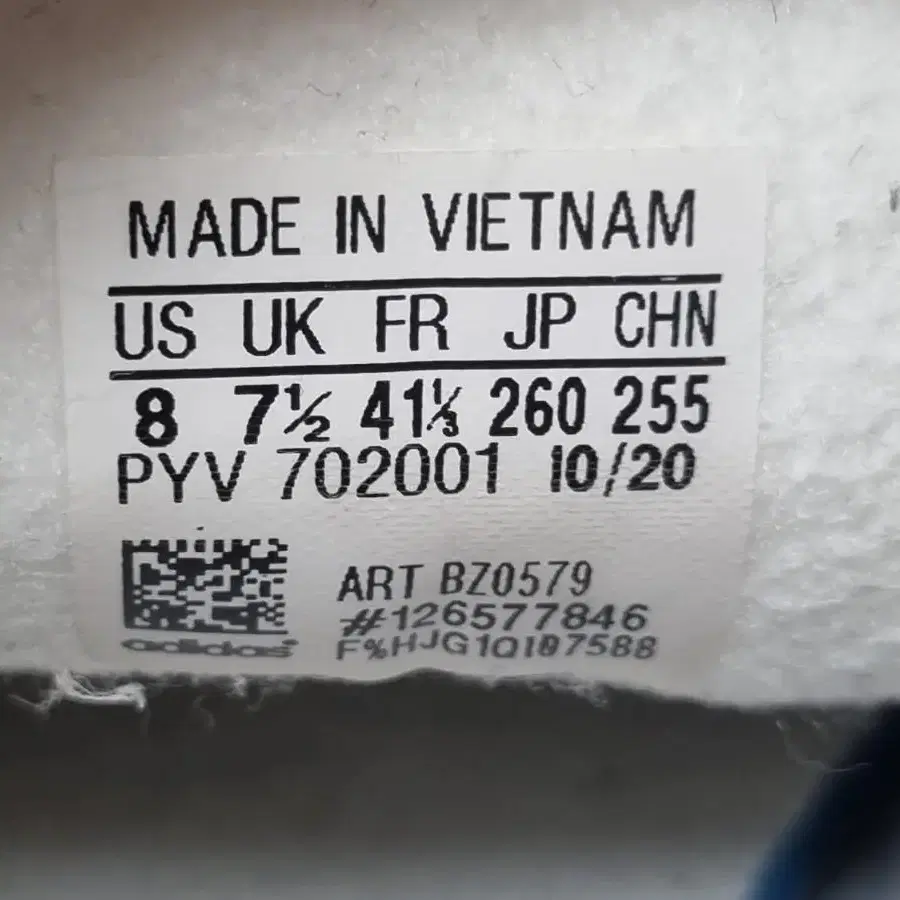 MADE IN VIETNAM
US UK FR JP CHN
8 7½ 41⅓ 260 255
PYV 702001 10/20
ART BZ0579
#126577846
adidas